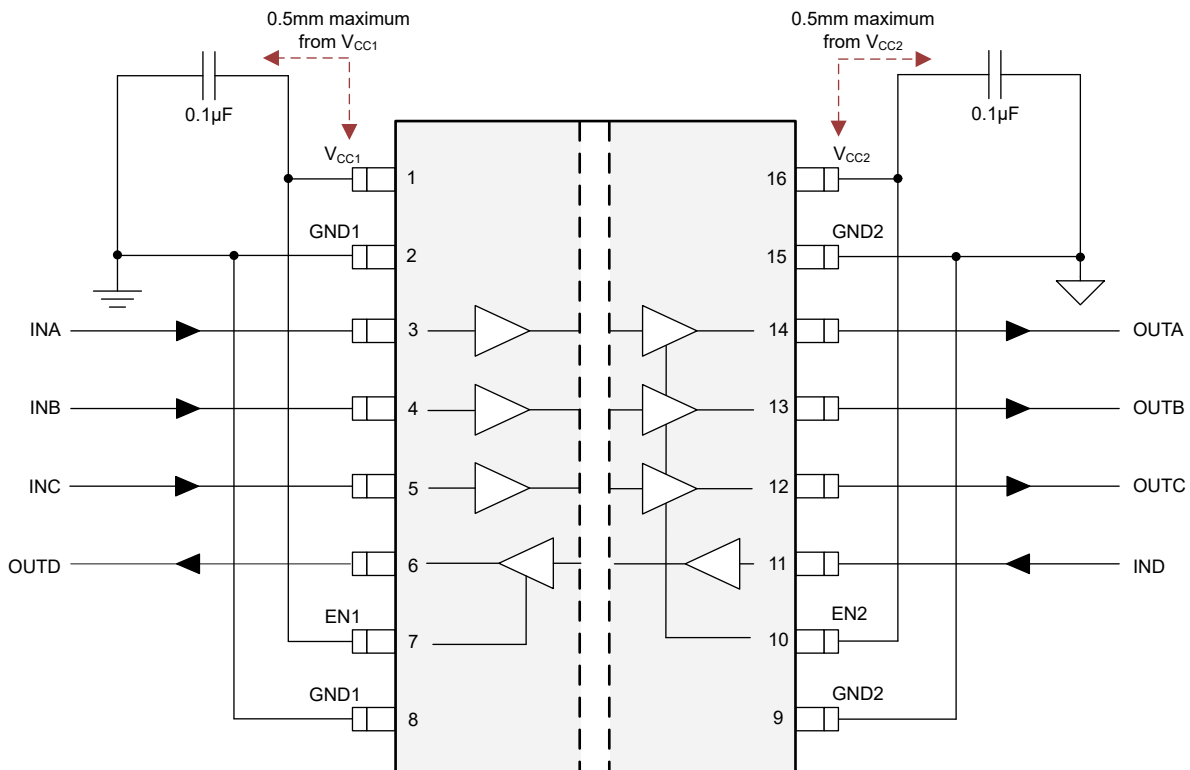 0.5mm maximum
from VCC1
0.5mm maximum
from VCC2
0.1µF
0.1µF
VCC1
1
16
VCC2
GND1
2
15
GND2
INA
3
14
OUTA
INB
4
13
OUTB
INC
5
12
OUTC
OUTD
6
11
IND
EN1
7
10
EN2
GND1
8
9
GND2